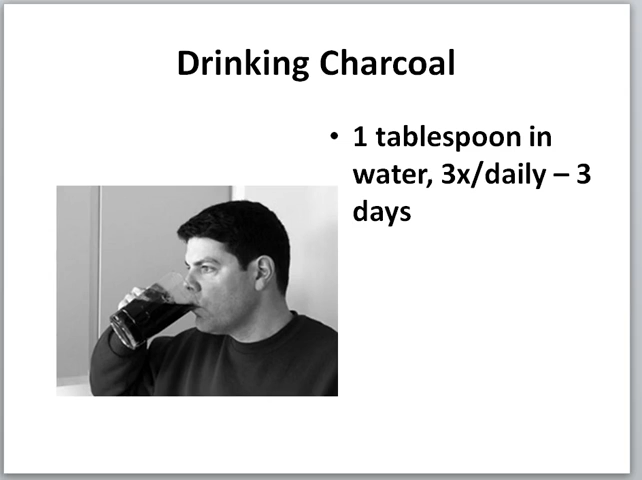 Drinking Charcoal
• 1 tablespoon in
water, 3x/daily – 3
days